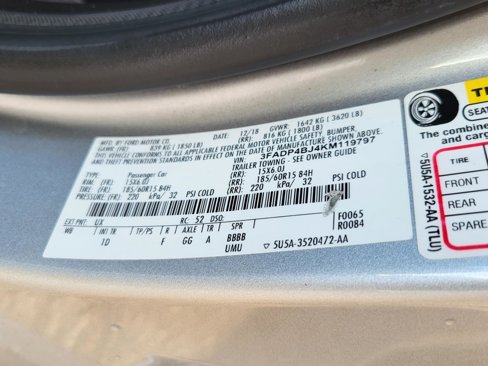 MFG. BY FORD MOTOR CO.
12/18 GVWR: 1642 KG ( 3620 LB)
GAWR: (FR) 839 KG ( 1850 LB) (RR): 816 KG ( 1800 LB)
THIS VEHICLE CONFORMS TO ALL APPLICABLE FEDERAL MOTOR VEHICLE SAFETY BUMPER
AND THEFT PREVENTION STANDARDS IN EFFECT ON THE DATE OF MANUFACTURE SHOWN ABOVE.
VIN: 3FADP4BJ4KM119797
TYPE: Passenger Car TRAILER TOWING - SEE OWNER GUIDE
RIM: 15X6.0J (RR): 15X6.0J
TIRE: (FR) 185/60R15 84H (RR): 185/60R15 84H
PRESSURE: (FR) 220 kPa/ 32 PSI COLD (RR): 220 kPa/ 32 PSI COLD
EXT PNT: UX RC: 52 DSO: F0065
WB INT TR TP/PS R AXLE TR SPR R0084
1D F GG A BBBB
UMU 5U5A-3520472-AA
SEAT
The combine
and carg
TIRE
FRONT
REAR
SPARE
5U5A-1532-AA (TLU)